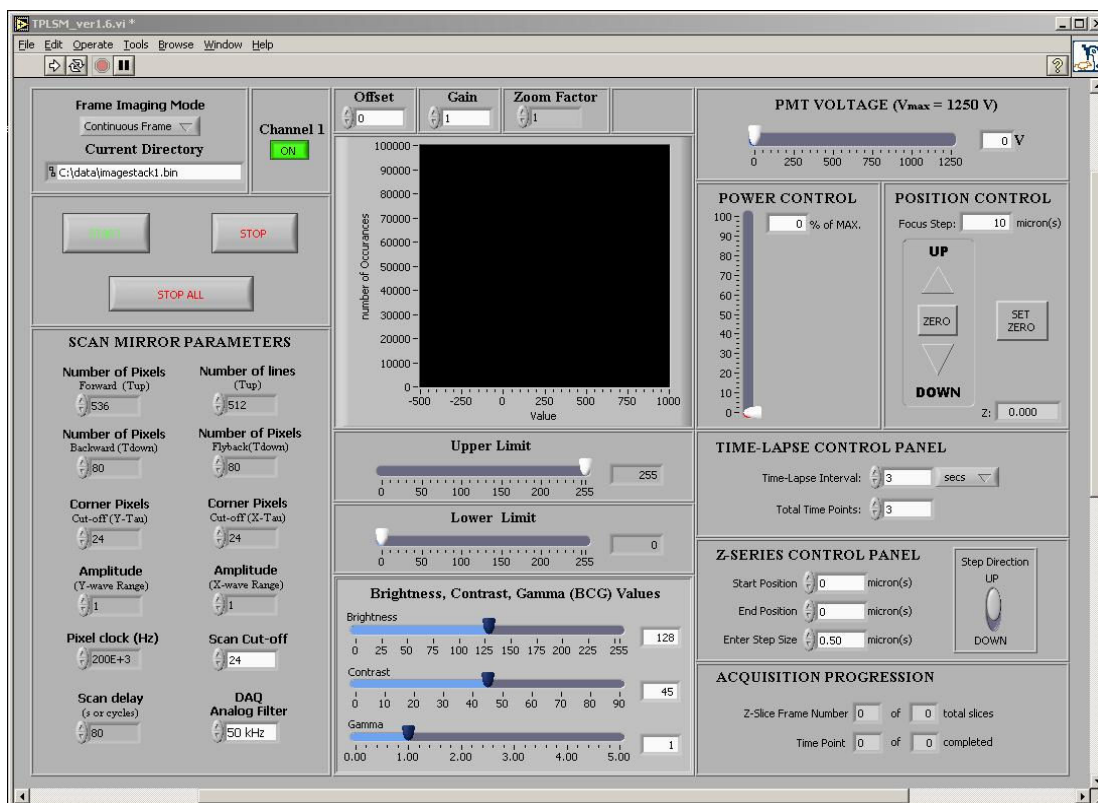 TPLSM_ver1.6.vi *
File Edit Operate Tools Browse Window Help
?
Frame Imaging Mode
Continuous Frame
Current Directory
C:\data\imagestack1.bin
Channel 1
ON
START
STOP
STOP ALL
SCAN MIRROR PARAMETERS
Number of Pixels
Forward (Tup)
536
Number of lines
(Tup)
512
Number of Pixels
Backward (Tdown)
80
Number of Pixels
Flyback(Tdown)
80
Corner Pixels
Cut-off (Y-Tau)
24
Corner Pixels
Cut-off (X-Tau)
24
Amplitude
(Y-wave Range)
1
Amplitude
(X-wave Range)
1
Pixel clock (Hz)
200E+3
Scan Cut-off
24
Scan delay
(s or cycles)
80
DAQ
Analog Filter
50 kHz
Offset
0
Gain
1
Zoom Factor
1
number of Occurances
100000
90000
80000
70000
60000
50000
40000
30000
20000
10000
0
-500 -250 0 250 500 750 1000
Value
Upper Limit
0 50 100 150 200 255
255
Lower Limit
0 50 100 150 200 255
0
Brightness, Contrast, Gamma (BCG) Values
Brightness
128
0 25 50 75 100 125 150 175 200 225 255
Contrast
45
0 10 20 30 40 50 60 70 80 90
Gamma
1
0.00 1.00 2.00 3.00 4.00 5.00
PMT VOLTAGE (Vmax = 1250 V)
0 V
0 250 500 750 1000 1250
POWER CONTROL
0 % of MAX.
100
90
80
70
60
50
40
30
20
10
0
POSITION CONTROL
Focus Step: 10 micron(s)
UP
ZERO
SET
ZERO
DOWN
Z: 0.000
TIME-LAPSE CONTROL PANEL
Time-Lapse Interval: 3 secs
Total Time Points: 3
Z-SERIES CONTROL PANEL
Start Position 0 micron(s)
End Position 0 micron(s)
Enter Step Size 0.50 micron(s)
Step Direction
UP
DOWN
ACQUISITION PROGRESSION
Z-Slice Frame Number 0 of 0 total slices
Time Point 0 of 0 completed